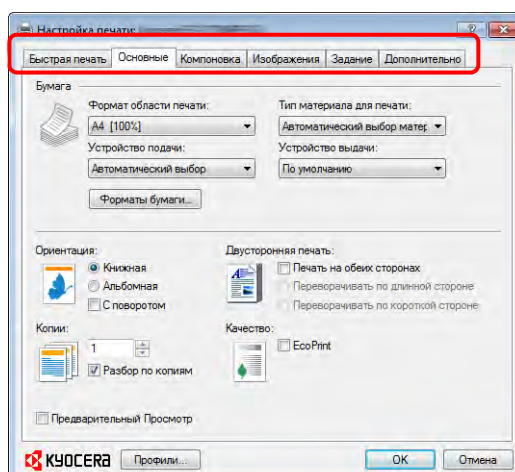 Настройка печати:
Быстрая печать Основные Компоновка Изображения Задание Дополнительно
Бумага
Формат области печати: Тип материала для печати:
A4 [100%] Автоматический выбор матер
Устройство подачи: Устройство выдачи:
Автоматический выбор По умолчанию
Форматы бумаги...
Ориентация: Двусторонняя печать:
Книжная Печать на обеих сторонах
Альбомная Переворачивать по длинной стороне
С поворотом Переворачивать по короткой стороне
Копии: Качество:
1 EcoPrint
Разбор по копиям
Предварительный Просмотр
KYOCERA Профили... OK Отмена